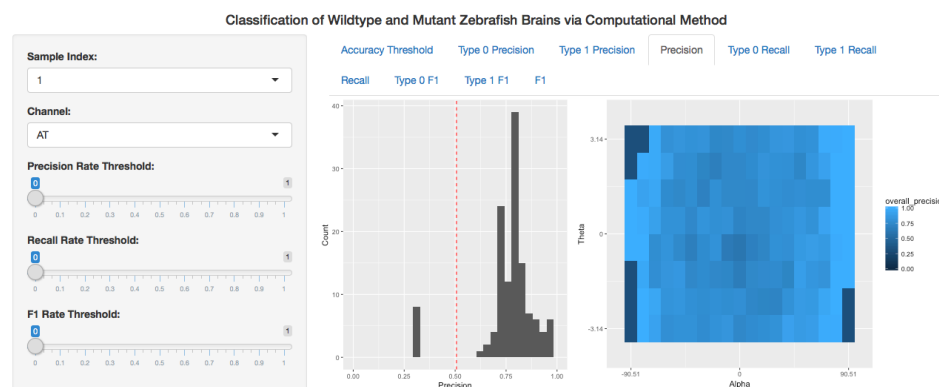 Classification of Wildtype and Mutant Zebrafish Brains via Computational Method
Sample Index:
1
Channel:
AT
Precision Rate Threshold:
0 1
0 0.1 0.2 0.3 0.4 0.5 0.6 0.7 0.8 0.9 1
Recall Rate Threshold:
0 1
0 0.1 0.2 0.3 0.4 0.5 0.6 0.7 0.8 0.9 1
F1 Rate Threshold:
0 1
0 0.1 0.2 0.3 0.4 0.5 0.6 0.7 0.8 0.9 1
Accuracy Threshold Type 0 Precision Type 1 Precision Precision Type 0 Recall Type 1 Recall
Recall Type 0 F1 Type 1 F1 F1
40
30
20
10
0
Count
0.00 0.25 0.50 0.75 1.00
Precision
3.14
0
-3.14
Theta
-90.51 0 90.51
Alpha
overall_precisio
1.00
0.75
0.50
0.25
0.00